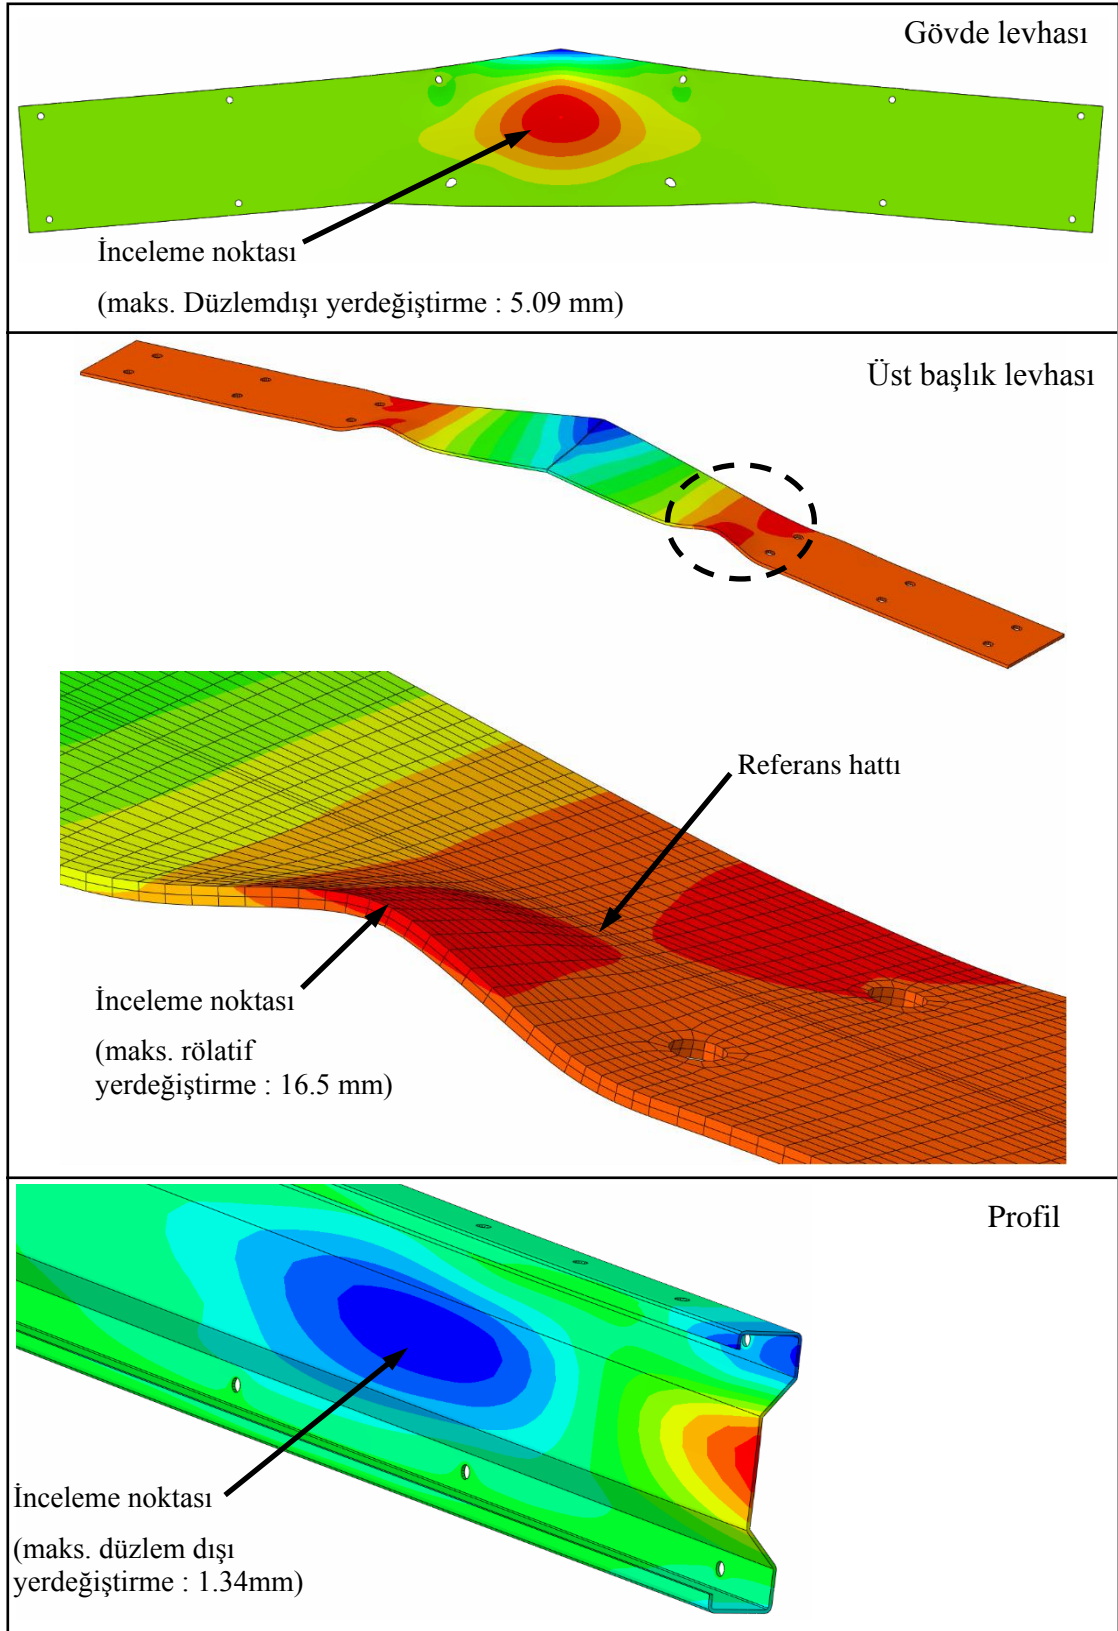 Gövde levhası
İnceleme noktası
(maks. Düzlemdışı yerdeğiştirme : 5.09 mm)
Üst başlık levhası
Referans hattı
İnceleme noktası
(maks. rölatif
yerdeğiştirme : 16.5 mm)
Profil
İnceleme noktası
(maks. düzlem dışı
yerdeğiştirme : 1.34mm)